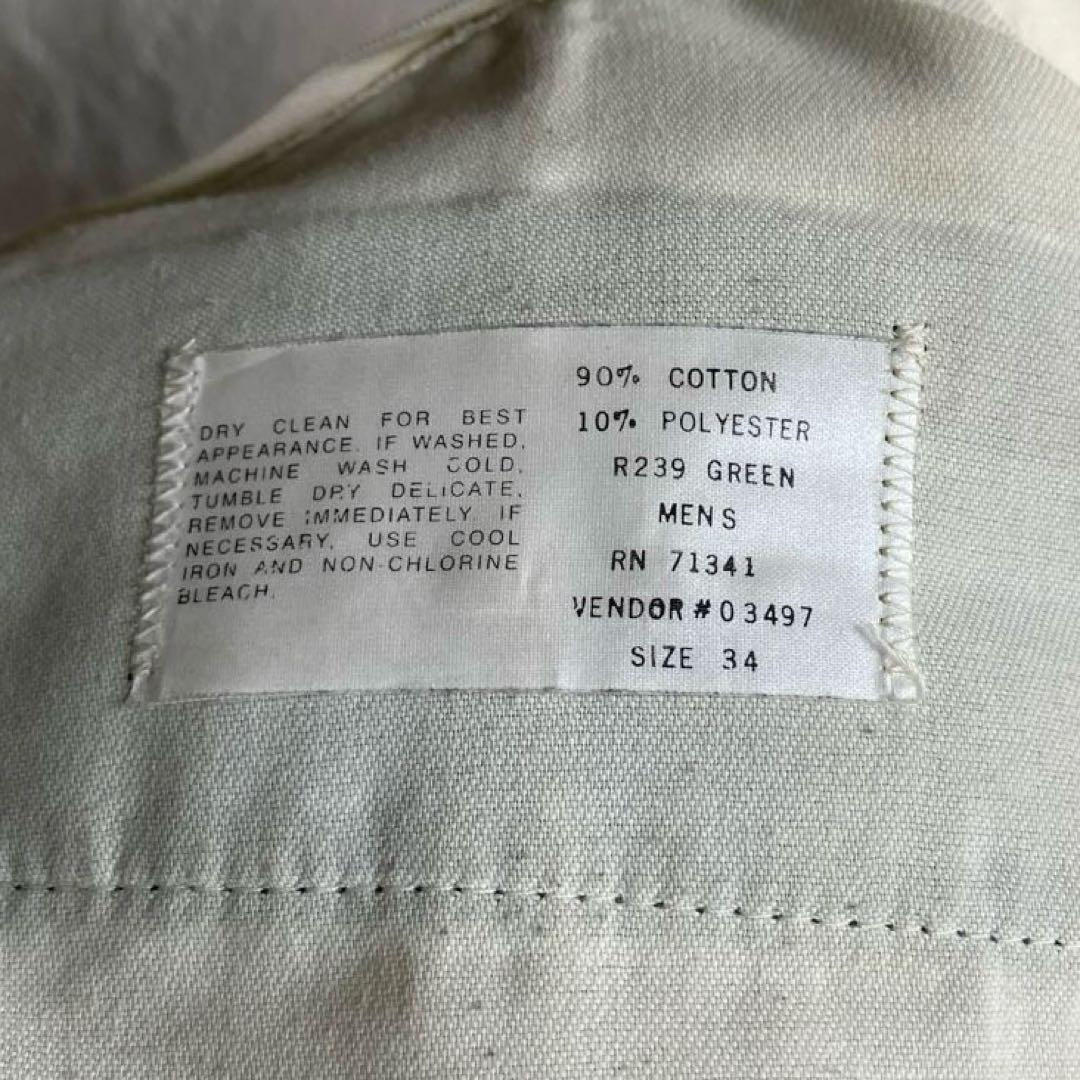 DRY CLEAN FOR BEST
APPEARANCE. IF WASHED,
MACHINE WASH COLD,
TUMBLE DRY DELICATE,
REMOVE IMMEDIATELY. IF
NECESSARY, USE COOL
IRON AND NON-CHLORINE
BLEACH.
90% COTTON
10% POLYESTER
R239 GREEN
MENS
RN 71341
VENDOR #03497
SIZE 34